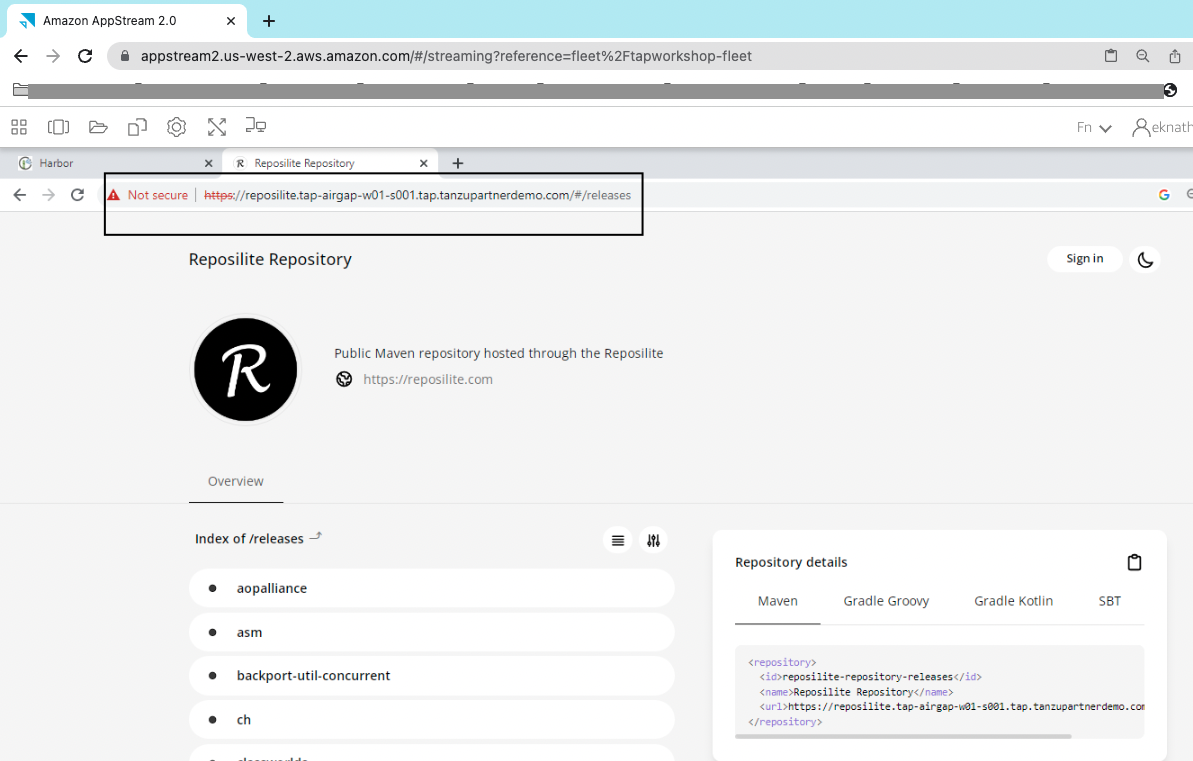 Amazon AppStream 2.0
appstream2.us-west-2.aws.amazon.com/#/streaming?reference=fleet%2Ftapworkshop-fleet
Fn
eknath
Harbor
Reposilite Repository
Not secure
https://reposilite.tap-airgap-w01-s001.tap.tanzupartnerdemo.com/#/releases
Reposilite Repository
Sign in
R
Public Maven repository hosted through the Reposilite
https://reposilite.com
Overview
Index of /releases
aopalliance
asm
backport-util-concurrent
ch
Repository details
Maven
Gradle Groovy
Gradle Kotlin
SBT
<repository>
<id>reposilite-repository-releases</id>
<name>Reposilite Repository</name>
<url>https://reposilite.tap-airgap-w01-s001.tap.tanzupartnerdemo.com
</repository>